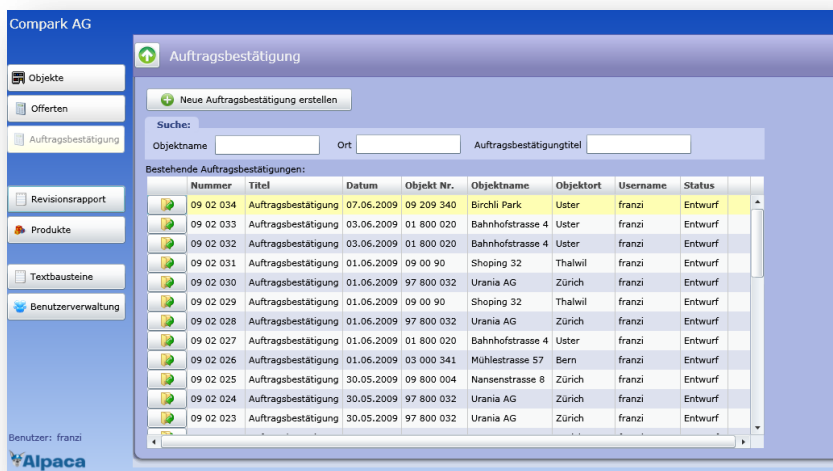 Compark AG
Auftragsbestätigung
Objekte
Offerten
Auftragsbestätigung
Revisionsrapport
Produkte
Textbausteine
Benutzerverwaltung
Neue Auftragsbestätigung erstellen
Suche:
Objektname Ort Auftragsbestätigungtitel
Bestehende Auftragsbestätigungen:
Nummer Titel Datum Objekt Nr. Objektname Objektort Username Status
09 02 034 Auftragsbestätigung 07.06.2009 09 209 340 Birchli Park Uster franzi Entwurf
09 02 033 Auftragsbestätigung 03.06.2009 01 800 020 Bahnhofstrasse 4 Uster franzi Entwurf
09 02 032 Auftragsbestätigung 03.06.2009 01 800 020 Bahnhofstrasse 4 Uster franzi Entwurf
09 02 031 Auftragsbestätigung 01.06.2009 09 00 90 Shoping 32 Thalwil franzi Entwurf
09 02 030 Auftragsbestätigung 01.06.2009 97 800 032 Urania AG Zürich franzi Entwurf
09 02 029 Auftragsbestätigung 01.06.2009 09 00 90 Shoping 32 Thalwil franzi Entwurf
09 02 028 Auftragsbestätigung 01.06.2009 97 800 032 Urania AG Zürich franzi Entwurf
09 02 027 Auftragsbestätigung 01.06.2009 01 800 020 Bahnhofstrasse 4 Uster franzi Entwurf
09 02 026 Auftragsbestätigung 01.06.2009 03 000 341 Mühlestrasse 57 Bern franzi Entwurf
09 02 025 Auftragsbestätigung 30.05.2009 09 800 004 Nansenstrasse 8 Zürich franzi Entwurf
09 02 024 Auftragsbestätigung 30.05.2009 97 800 032 Urania AG Zürich franzi Entwurf
09 02 023 Auftragsbestätigung 30.05.2009 97 800 032 Urania AG Zürich franzi Entwurf
Benutzer: franzi
Alpaca